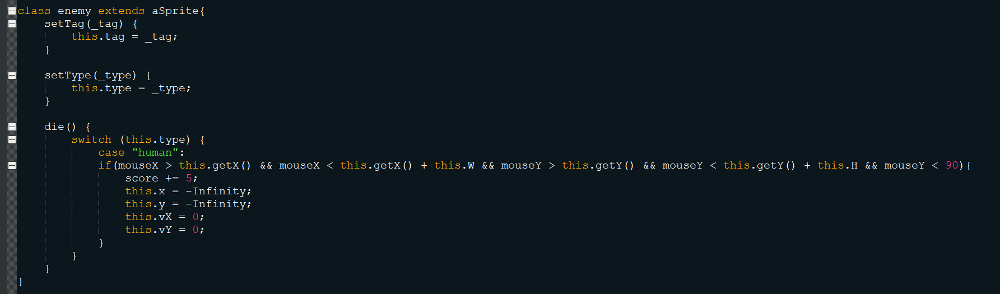 class enemy extends aSprite{
    setTag(_tag) {
        this.tag = _tag;
    }

    setType(_type) {
        this.type = _type;
    }

    die() {
        switch (this.type) {
            case "human":
            if(mouseX > this.getX() && mouseX < this.getX() + this.W && mouseY > this.getY() && mouseY < this.getY() + this.H && mouseY < 90){
                score += 5;
                this.x = -Infinity;
                this.y = -Infinity;
                this.vX = 0;
                this.vY = 0;
            }
        }
    }
}